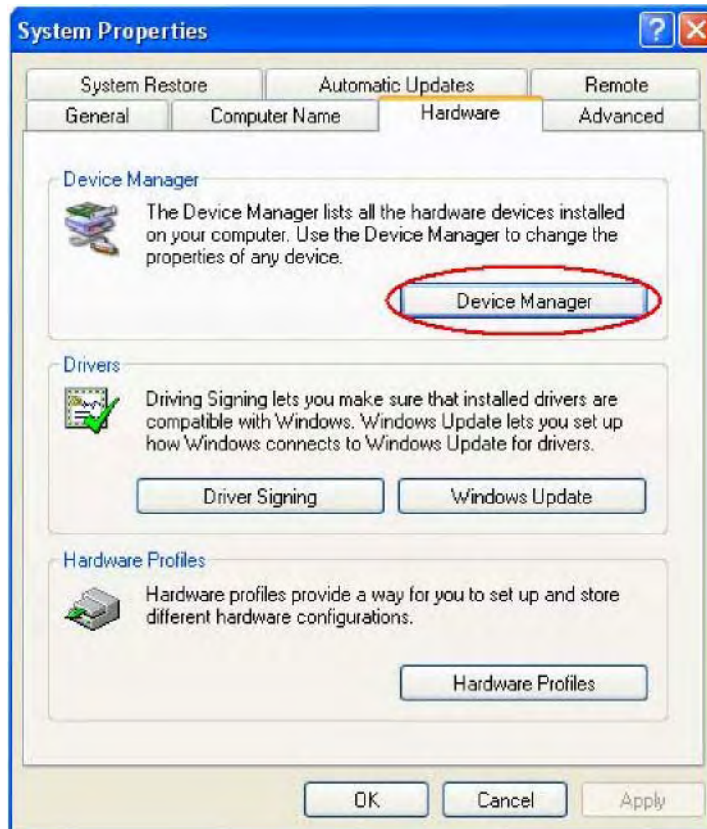 System Properties
System Restore Automatic Updates Remote
General Computer Name Hardware Advanced
Device Manager
The Device Manager lists all the hardware devices installed
on your computer. Use the Device Manager to change the
properties of any device.
Device Manager
Drivers
Driving Signing lets you make sure that installed drivers are
compatible with Windows. Windows Update lets you set up
how Windows connects to Windows Update for drivers.
Driver Signing Windows Update
Hardware Profiles
Hardware profiles provide a way for you to set up and store
different hardware configurations.
Hardware Profiles
OK Cancel Apply